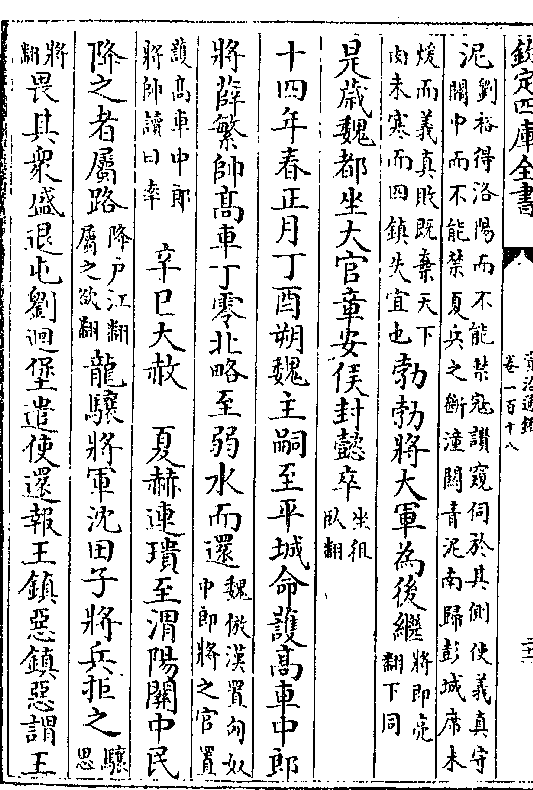 欽定四庫全書
資治通鑑
卷一百十八
泥劉裕得洛陽而不能禁寇讃窺伺於其側使義真守
關中而不能禁夏兵之斷潼關青泥南歸彭城席未
煖而義真敗既棄天下
肉未寒而四鎮失宜也
勃勃將大軍為後繼
將即亮
翻下同
是嵗魏都坐大官章安侯封懿卒
坐徂
臥翻
十四年春正月丁酉朔魏主嗣至平城命䕶高車中郎
將薛繁帥高車丁零北略至弱水而還
魏倣漢置匈奴
中郎將之官置
䕶高車中郎
將帥讀曰率
辛巳大赦 夏赫連璝至渭陽關中民
降之者屬路
降戸江翻
屬之欲翻
龍驤將軍沈田子將兵拒之
驤思
將翻
畏其衆盛退屯劉迴堡遣使還報王鎮惡鎮惡謂王